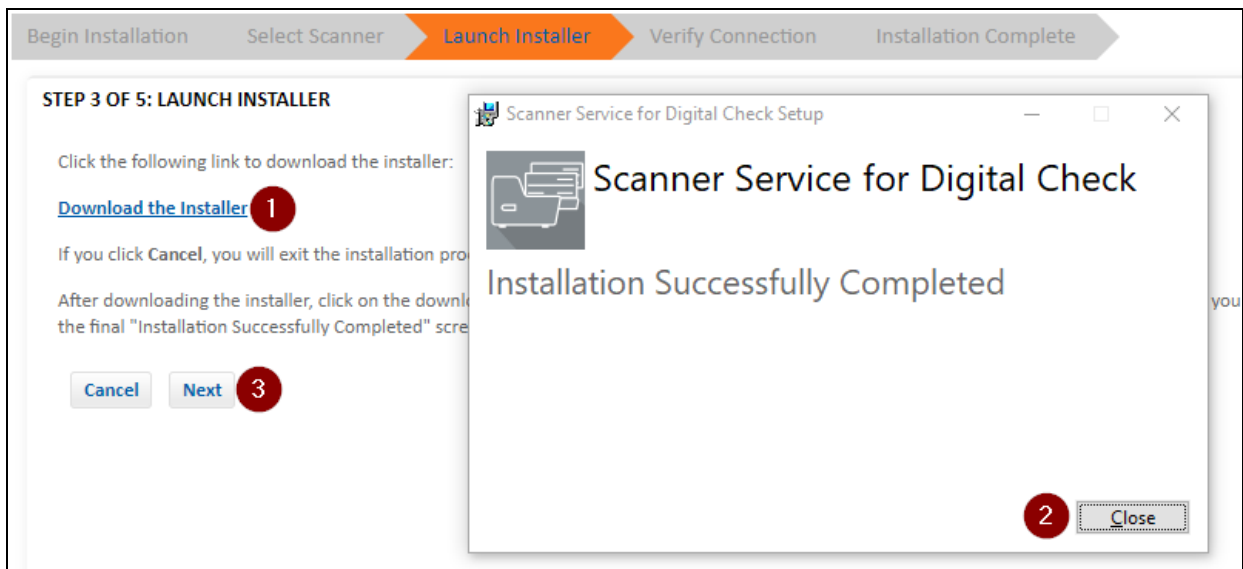 Begin Installation Select Scanner Launch Installer Verify Connection Installation Complete
STEP 3 OF 5: LAUNCH INSTALLER
Click the following link to download the installer:
Download the Installer 1
If you click Cancel, you will exit the installation
After downloading the installer, click on the you
the final "Installation Successfully Completed"
Cancel Next 3
Scanner Service for Digital Check Setup
Scanner Service for Digital Check
Installation Successfully Completed
2 Close